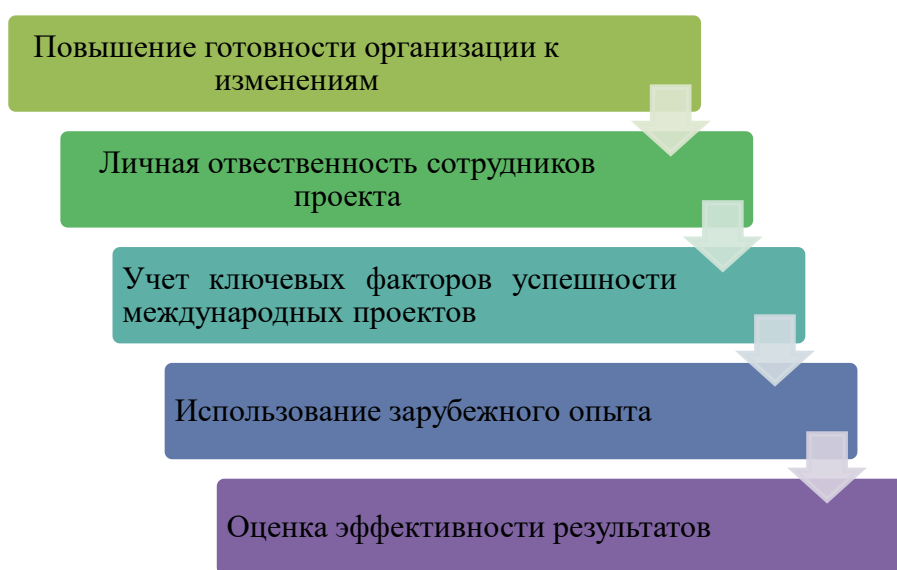 Повышение готовности организации к
изменениям
Личная отвественность сотрудников
проекта
Учет ключевых факторов успешности
международных проектов
Использование зарубежного опыта
Оценка эффективности результатов